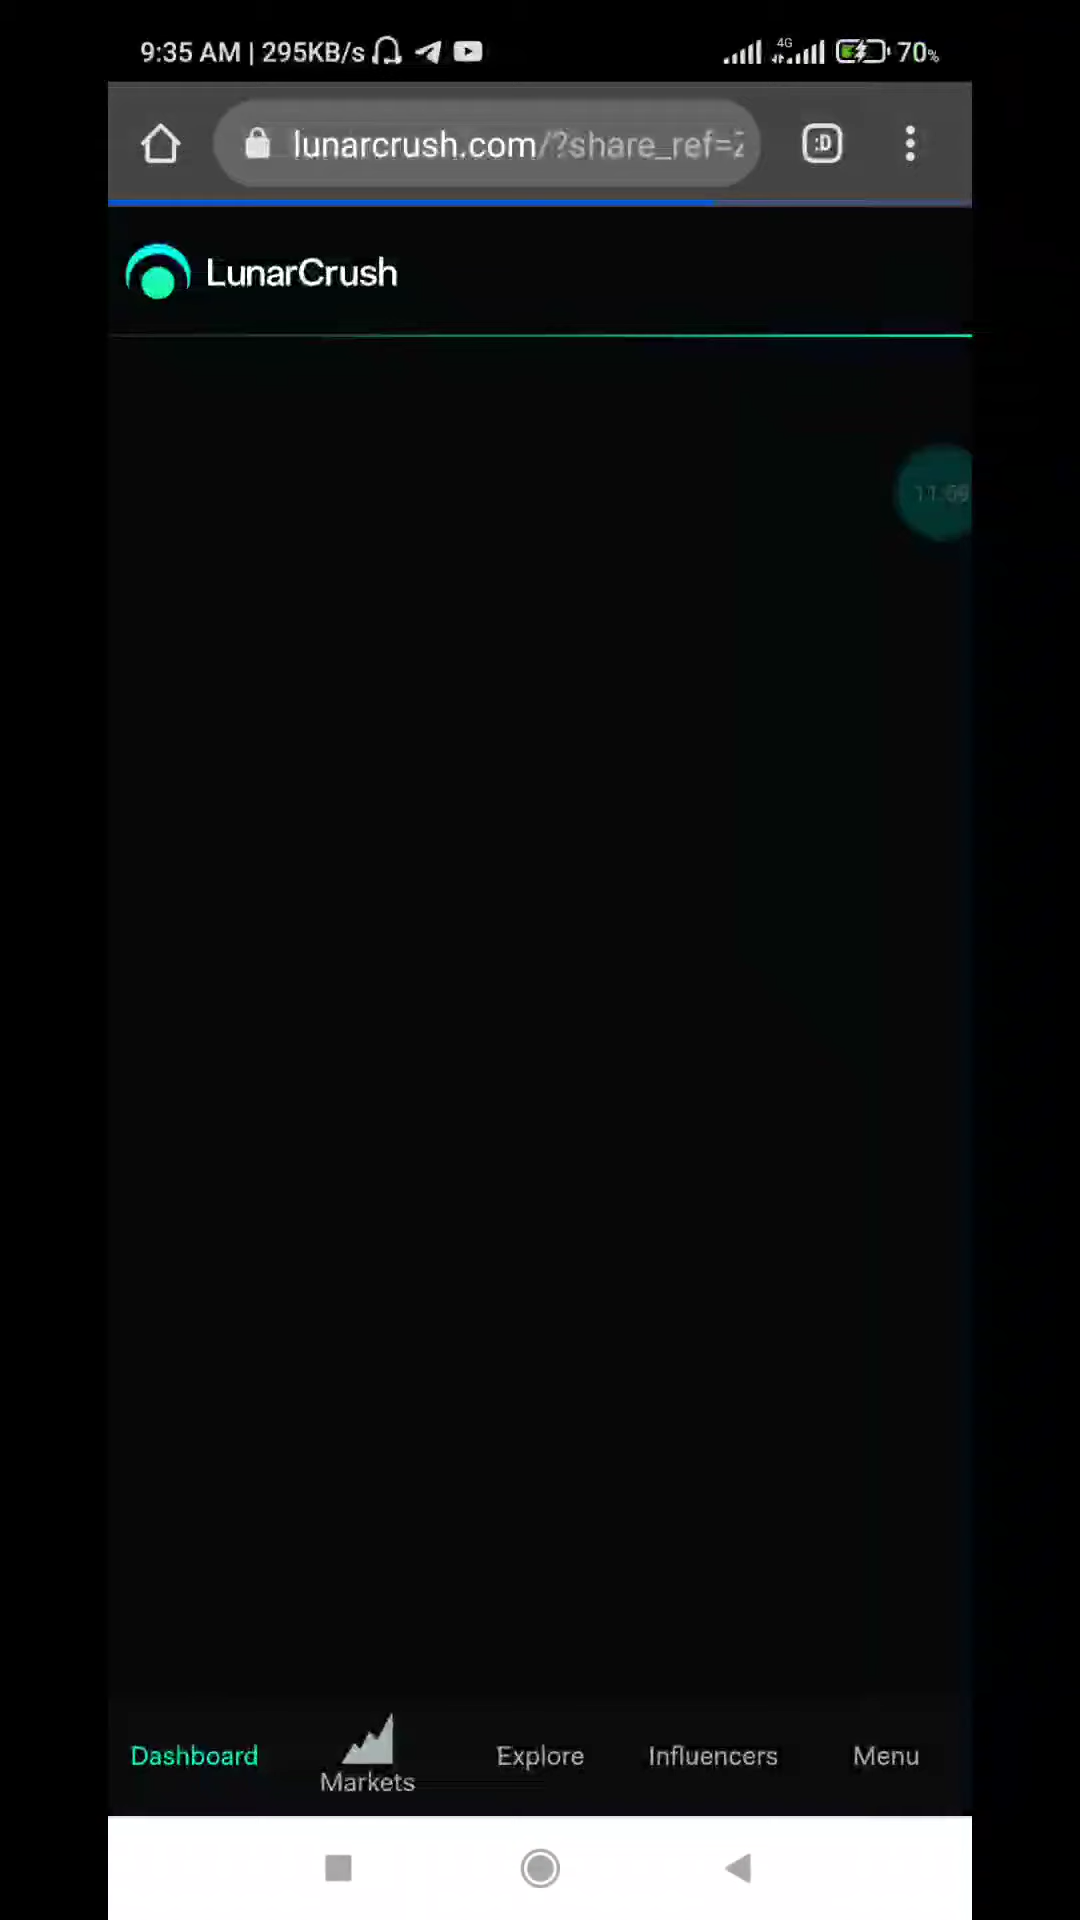 9:35 AM | 295KB/s 4G 70%
lunarcrush.com/?share_ref=
:D
LunarCrush
Dashboard Markets Explore Influencers Menu